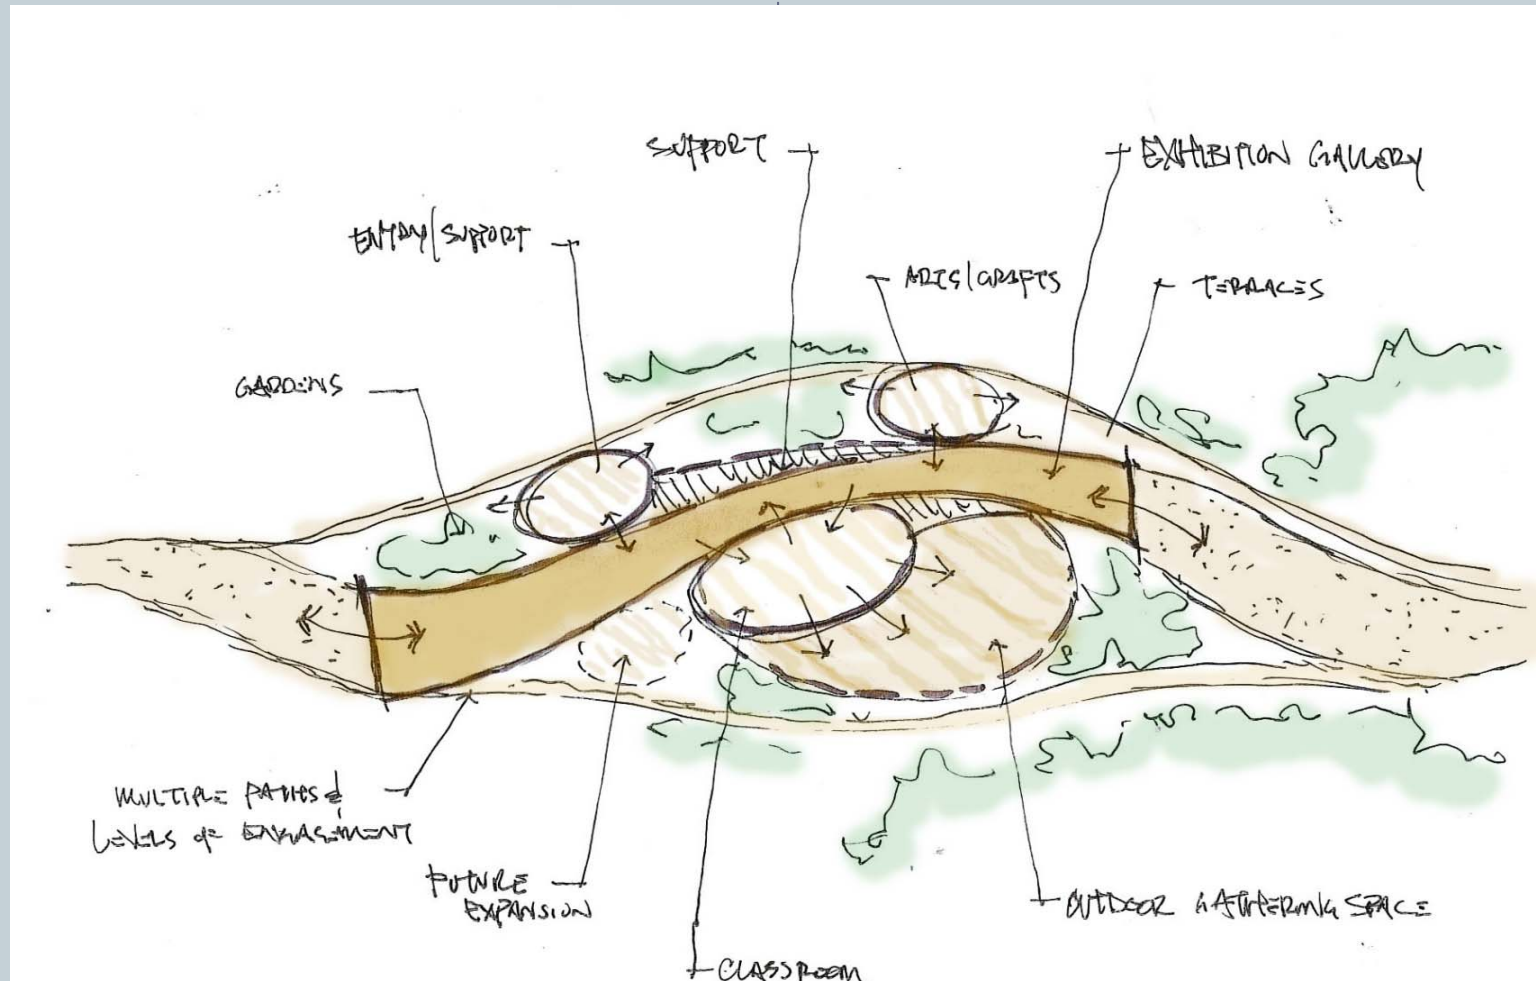 SUPPORT
EXHIBITION GALLERY
ENTRY/SUPPORT
ARTS/CRAFTS
TERRACES
GARDENS
MULTIPLE PATHS &
LEVELS OF ENGAGEMENT
FUTURE
EXPANSION
OUTDOOR GATHERING SPACE
CLASSROOM